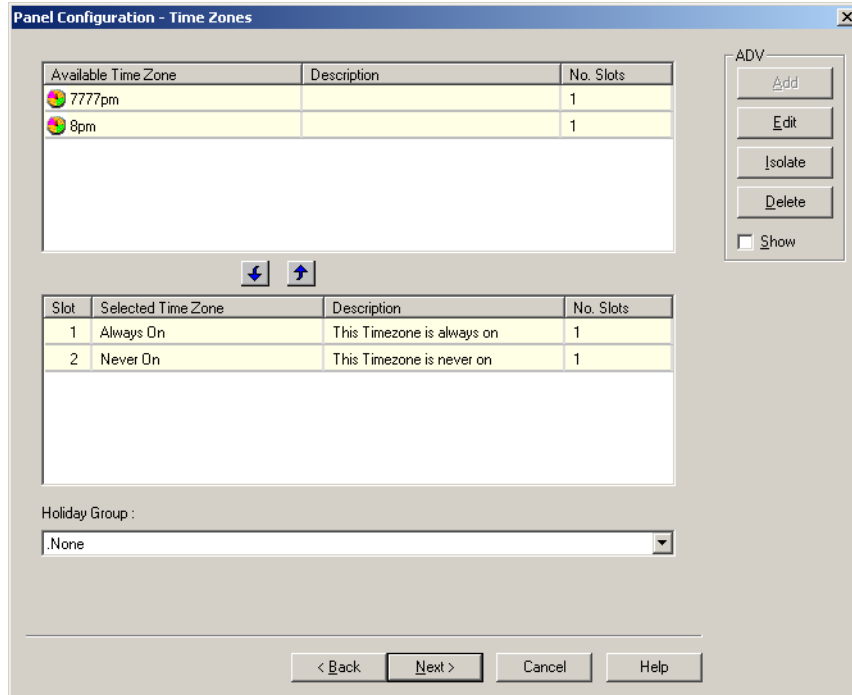 Panel Configuration - Time Zones
Available Time Zone Description No. Slots
7777pm 1
8pm 1
ADV
Add
Edit
Isolate
Delete
Show
Slot Selected Time Zone Description No. Slots
1 Always On This Timezone is always on 1
2 Never On This Timezone is never on 1
Holiday Group :
.None
< Back Next > Cancel Help